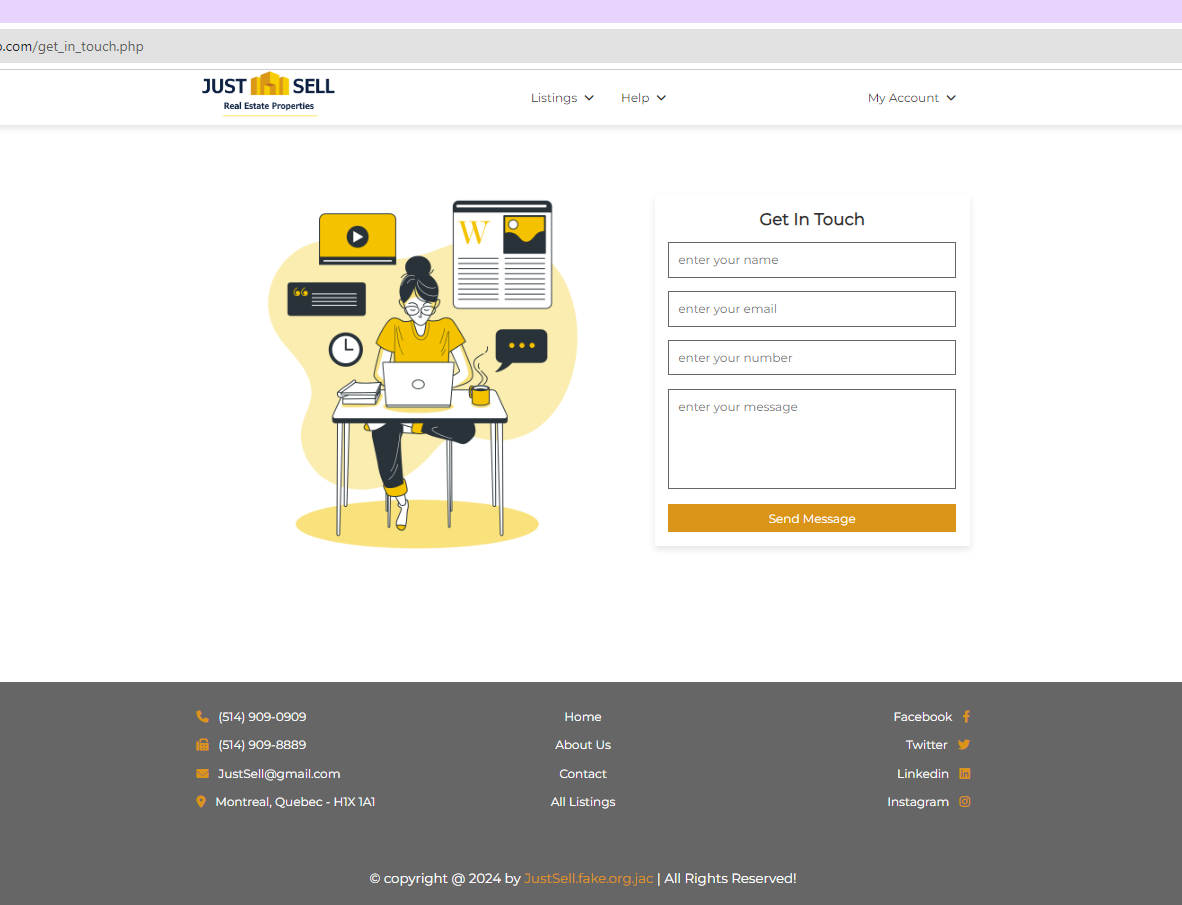 o.com/get_in_touch.php
JUST SELL
Real Estate Properties
Listings
Help
My Account
W
Get In Touch
enter your name
enter your email
enter your number
enter your message
Send Message
(514) 909-0909
(514) 909-8889
JustSell@gmail.com
Montreal, Quebec - H1X 1A1
Home
About Us
Contact
All Listings
Facebook
Twitter
Linkedin
Instagram
© copyright @ 2024 by JustSell.fake.org.jac | All Rights Reserved!